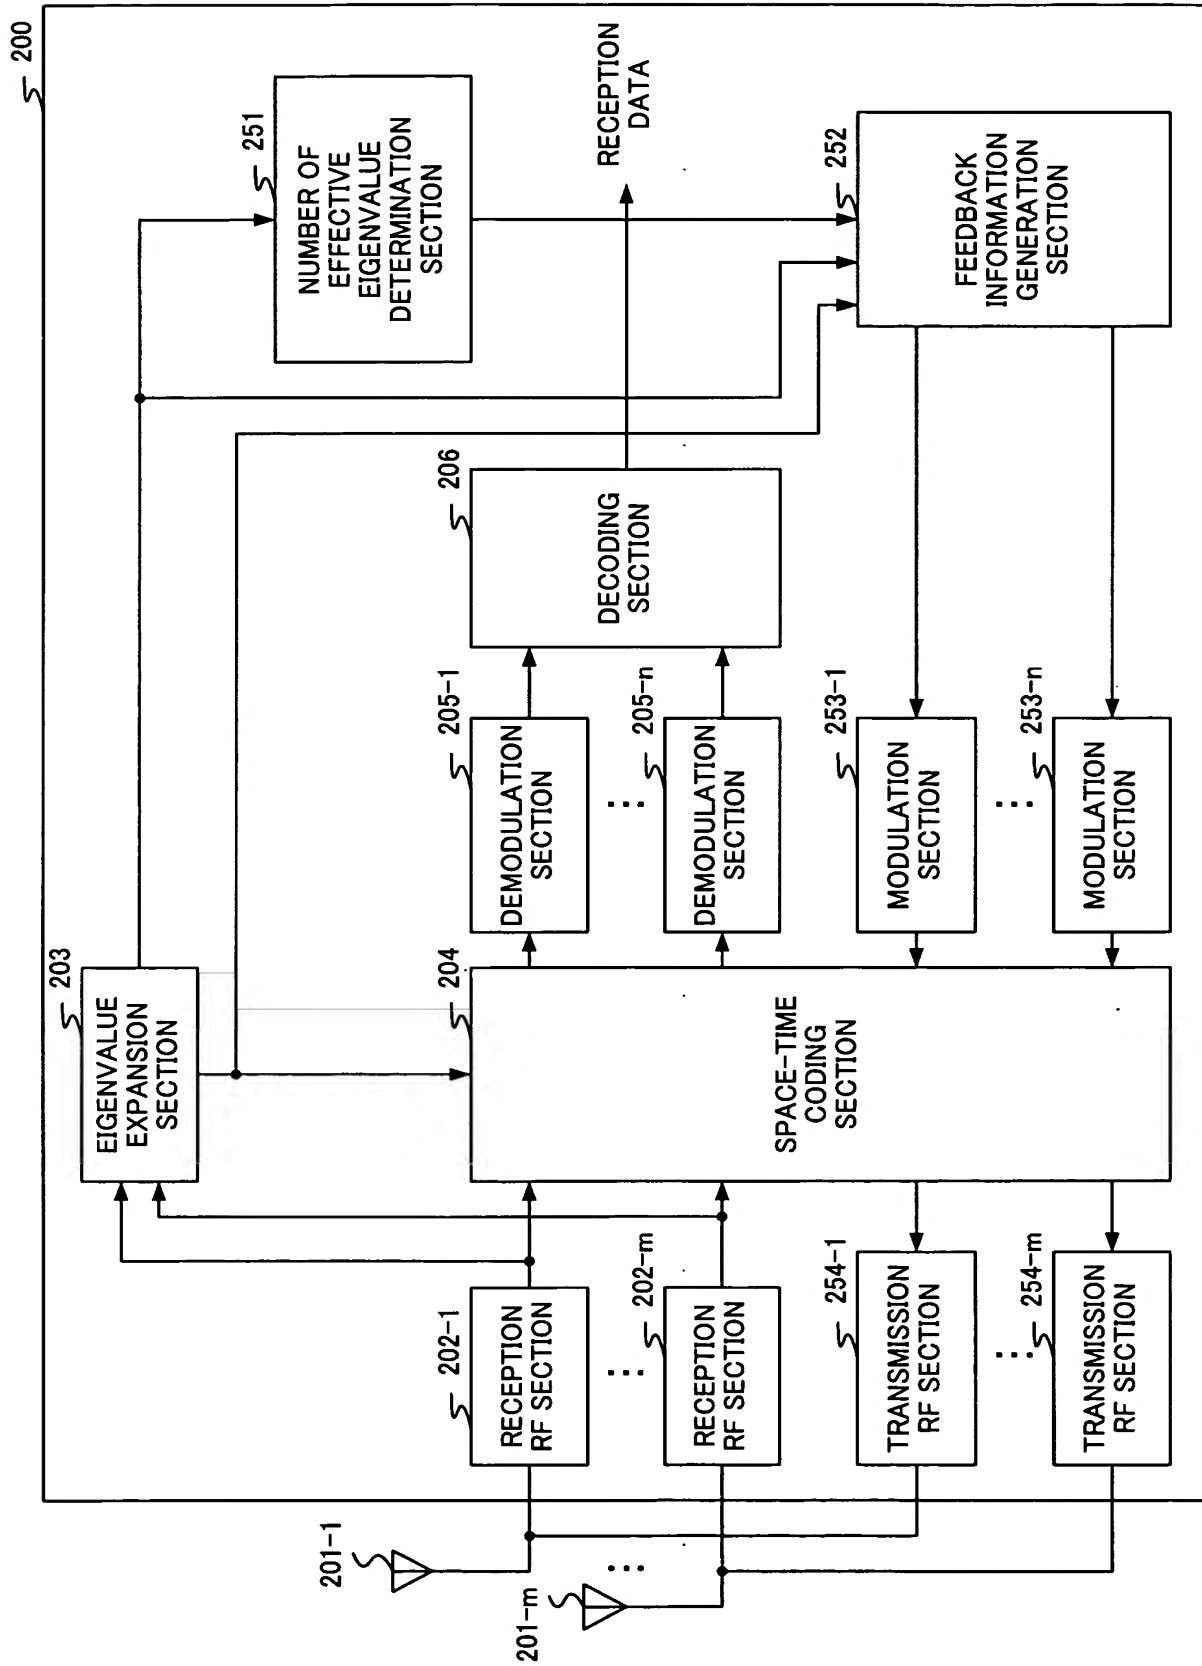 200
203
EIGENVALUE
EXPANSION
SECTION
251
NUMBER OF
EFFECTIVE
EIGENVALUE
DETERMINATION
SECTION
201-1
...
201-m
202-1
RECEPTION
RF SECTION
...
202-m
RECEPTION
RF SECTION
204
SPACE-TIME
CODING
SECTION
205-1
DEMODULATION
SECTION
...
205-n
DEMODULATION
SECTION
206
DECODING
SECTION
RECEPTION
DATA
254-1
TRANSMISSION
RF SECTION
...
254-m
TRANSMISSION
RF SECTION
253-1
MODULATION
SECTION
...
253-n
MODULATION
SECTION
252
FEEDBACK
INFORMATION
GENERATION
SECTION